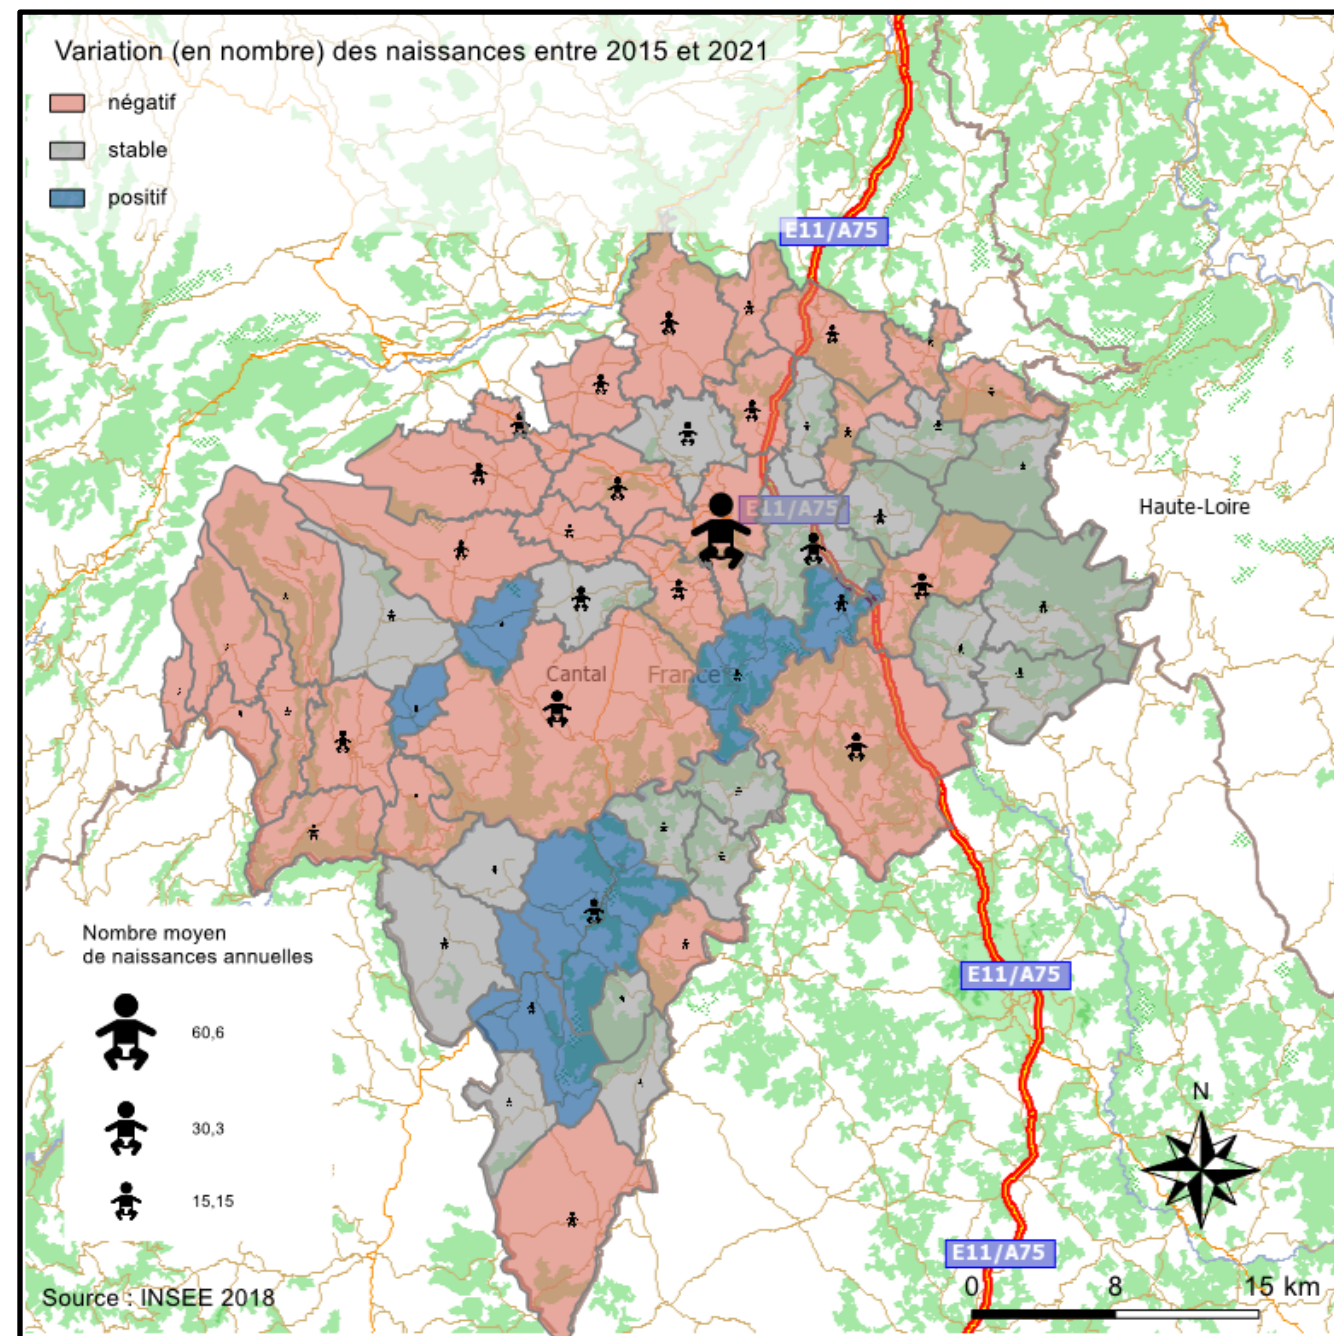 Variation (en nombre) des naissances entre 2015 et 2021
négatif
stable
positif
E11/A75
E11/A75
Haute-Loire
Cantal
France
Nombre moyen
de naissances annuelles
60,6
30,3
15,15
E11/A75
N
E11/A75
Source : INSEE 2018
0 8 15 km